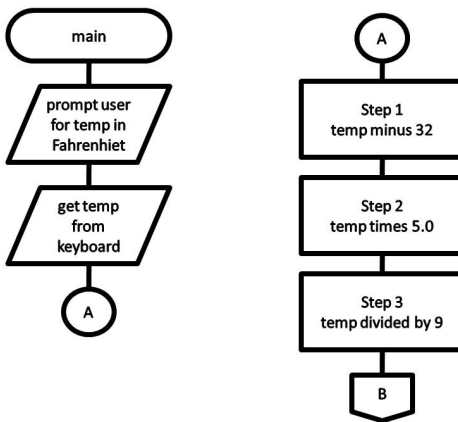 main
prompt user
for temp in
Fahrenhiet
get temp
from
keyboard
A
A
Step 1
temp minus 32
Step 2
temp times 5.0
Step 3
temp divided by 9
B